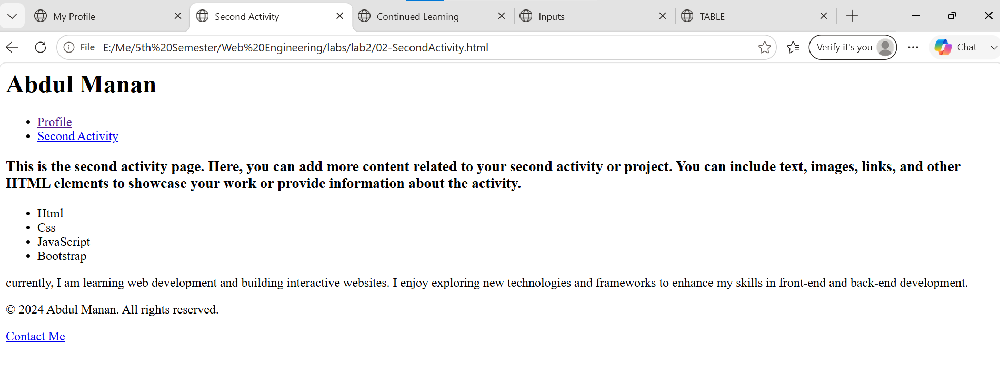 My Profile
Second Activity
Continued Learning
Inputs
TABLE
File E:/Me/5th%20Semester/Web%20Engineering/labs/lab2/02-SecondActivity.html
Verify it's you
Chat
Abdul Manan
Profile
Second Activity
This is the second activity page. Here, you can add more content related to your second activity or project. You can include text, images, links, and other
HTML elements to showcase your work or provide information about the activity.
Html
Css
JavaScript
Bootstrap
currently, I am learning web development and building interactive websites. I enjoy exploring new technologies and frameworks to enhance my skills in front-end and back-end development.
© 2024 Abdul Manan. All rights reserved.
Contact Me